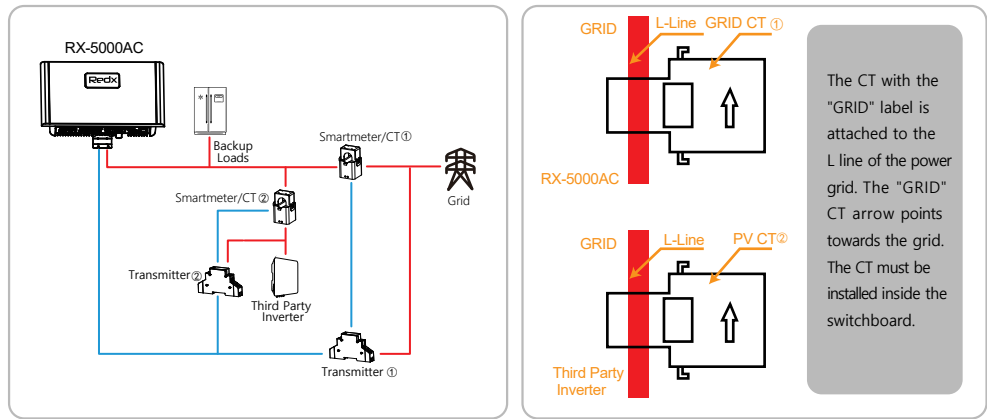 RX-5000AC
Redx
Backup
Loads
Smartmeter/CT①
Grid
Smartmeter/CT②
Transmitter②
Third Party
Inverter
Transmitter ①
GRID
L-Line
GRID CT ①
RX-5000AC
GRID
L-Line
PV CT②
Third Party
Inverter
The CT with the
"GRID" label is
attached to the
L line of the power
grid. The "GRID"
CT arrow points
towards the grid.
The CT must be
installed inside the
switchboard.